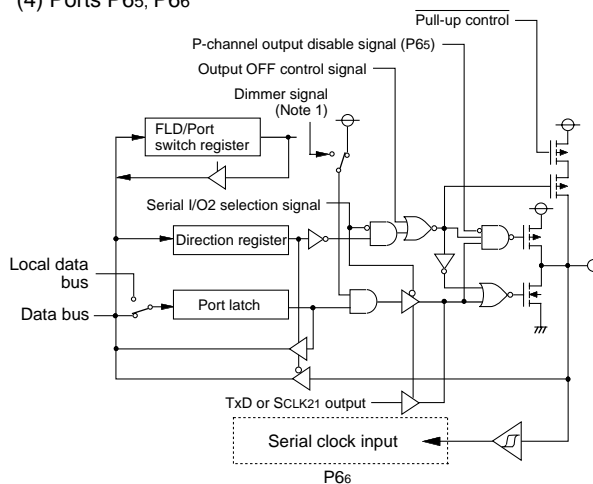 (4) Ports P65, P66
Pull-up control
P-channel output disable signal (P65)
Output OFF control signal
Dimmer signal
(Note 1)
FLD/Port
switch register
Serial I/O2 selection signal
Direction register
Local data
bus
Port latch
Data bus
TxD or SCLK21 output
Serial clock input
P66